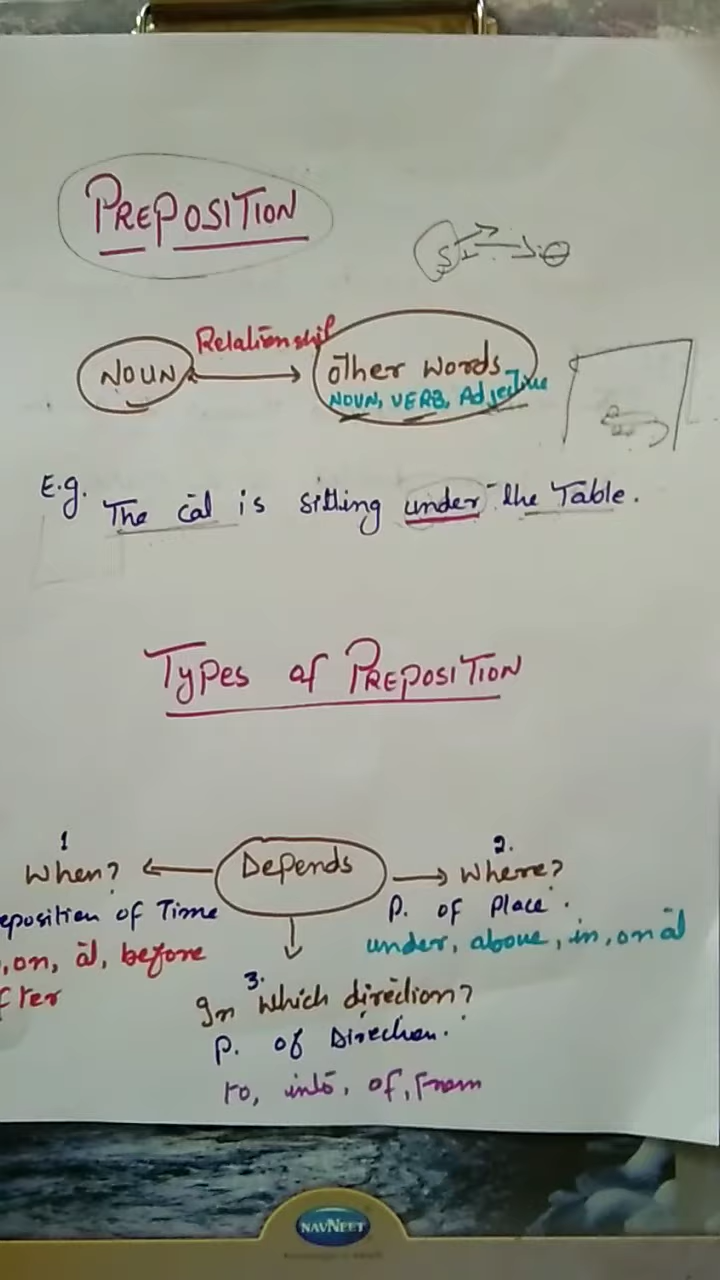 PREPOSITION
Relationship
NOUN
other words
NOUN, VERB, Adjective
E.g. The cat is sitting under the Table.
Types of PREPOSITION
1
When?
Depends
2.
Where?
eposition of Time
P. of Place.
, on, at, before
under, above, in, on at
fter
3.
In which direction?
P. of Direction.
to, into, of, from
NAVNEET